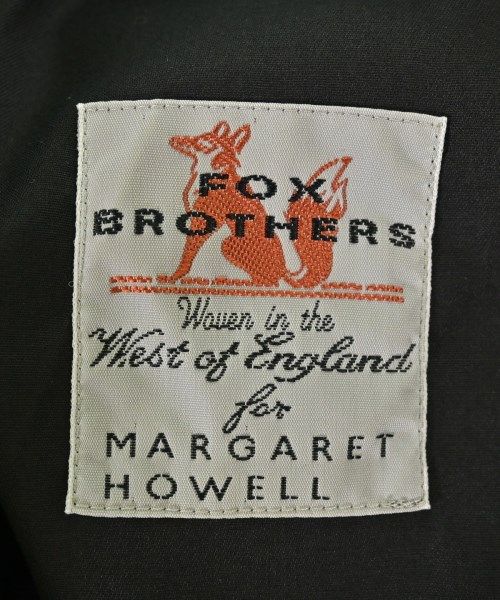 FOX
BROTHERS
Woven in the
West of England
for
MARGARET
HOWELL